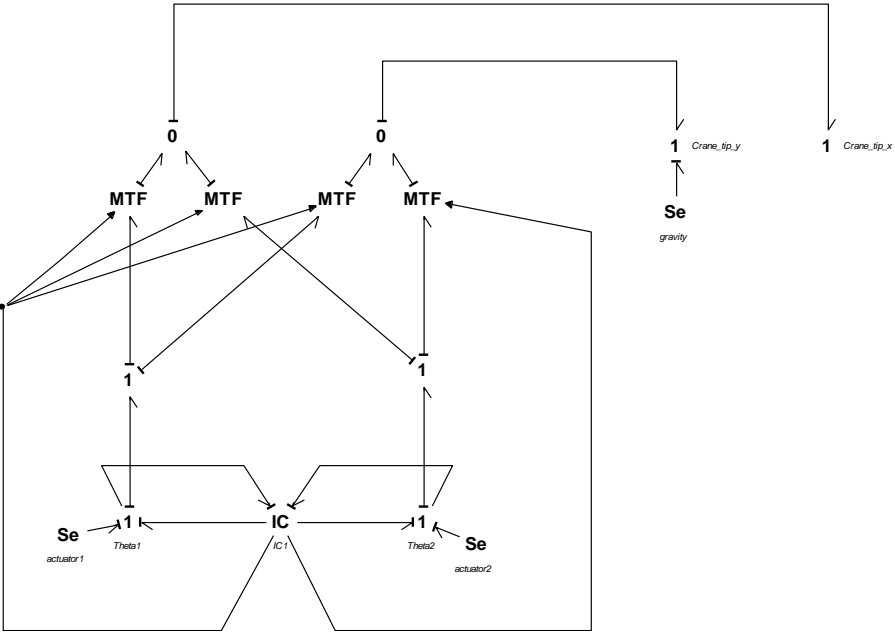 0
0
1 Crane_tip_y
1 Crane_tip_x
MTF
MTF
MTF
MTF
Se
gravity
1
1
Se
actuator1
1
Theta1
IC
IC1
1
Theta2
Se
actuator2